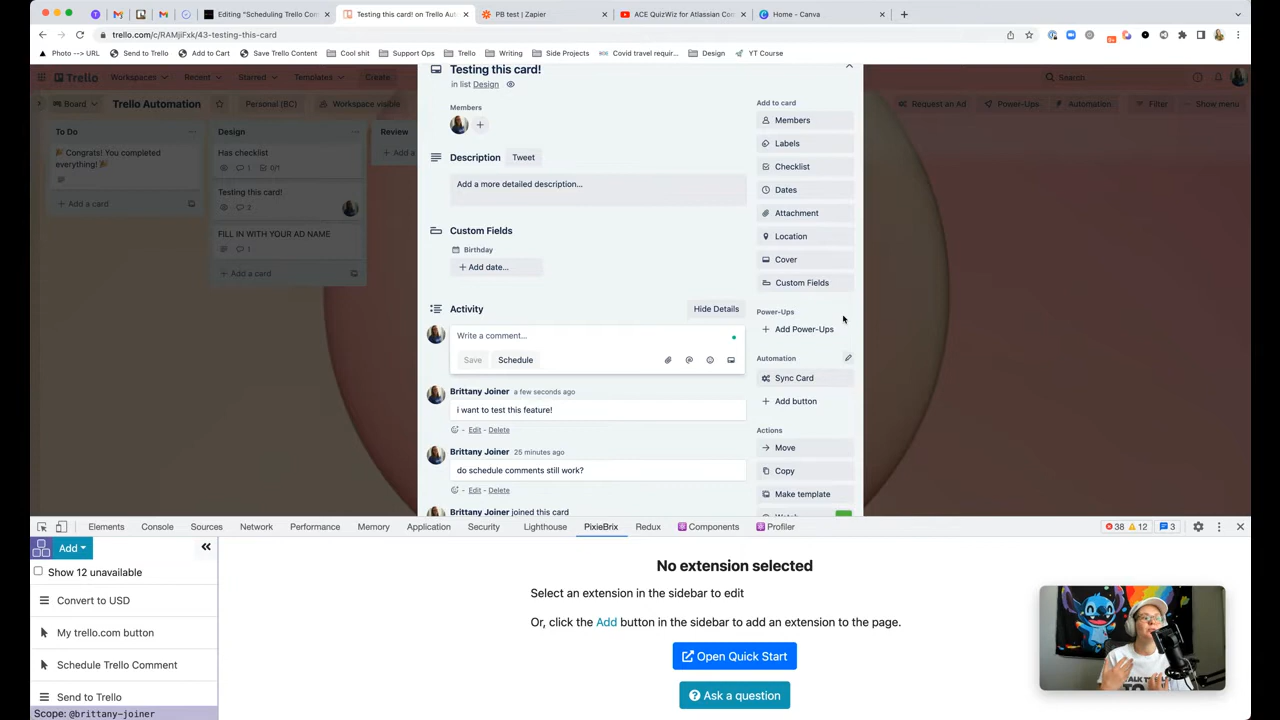 Editing "Scheduling Trello Com
Testing this card! on Trello Auto
PB test | Zapier
ACE QuizWiz for Atlassian Com
Home - Canva
trello.com/c/RAMjiFxk/43-testing-this-card
Photo --> URL
Send to Trello
Add to Cart
Save Trello Content
Cool shit
Support Ops
Trello
Writing
Side Projects
Covid travel requir...
Design
YT Course
Trello
Workspaces
Recent
Starred
Templates
Create
Search
Board
Trello Automation
Personal (BC)
Workspace visible
Request an Ad
Power-Ups
Automation
Filter
Show menu
To Do
Congrats! You completed
everything!
Add a card
Design
Has checklist
1
0/1
Testing this card!
2
FILL IN WITH YOUR AD NAME
1
Add a card
Review
Add a
Testing this card!
in list Design
Members
Description
Tweet
Add a more detailed description...
Custom Fields
Birthday
Add date...
Activity
Hide Details
Write a comment...
Save
Schedule
Brittany Joiner a few seconds ago
i want to test this feature!
Edit - Delete
Brittany Joiner 25 minutes ago
do schedule comments still work?
Edit - Delete
Brittany Joiner joined this card
Add to card
Members
Labels
Checklist
Dates
Attachment
Location
Cover
Custom Fields
Power-Ups
Add Power-Ups
Automation
Sync Card
Add button
Actions
Move
Copy
Make template
Elements
Console
Sources
Network
Performance
Memory
Application
Security
Lighthouse
PixieBrix
Redux
Components
Profiler
38
12
3
Add
Show 12 unavailable
Convert to USD
My trello.com button
Schedule Trello Comment
Send to Trello
Scope: @brittany-joiner
No extension selected
Select an extension in the sidebar to edit
Or, click the Add button in the sidebar to add an extension to the page.
Open Quick Start
Ask a question